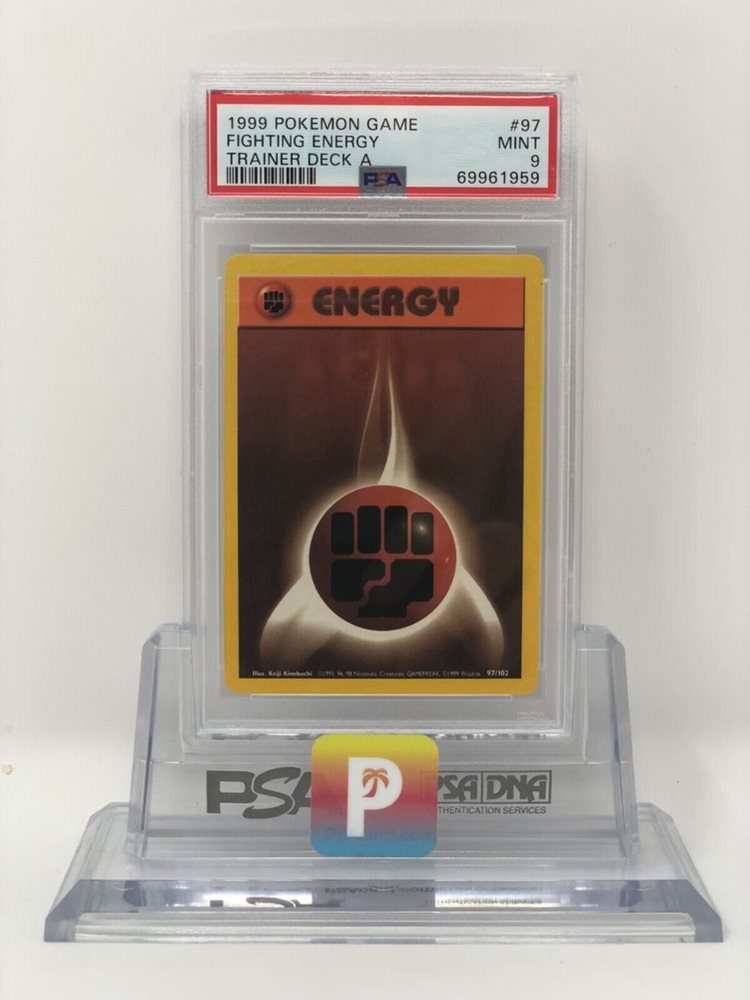 1999 POKEMON GAME #97
FIGHTING ENERGY MINT
TRAINER DECK A 9
PSA 69961959
ENERGY
Illus. Keiji Kinebuchi ©1995, 96, 98 Nintendo, Creatures, GAMEFREAK. ©1999 Wizards. 97/102
PSA PSA DNA
P
THENTICATION SERVICES